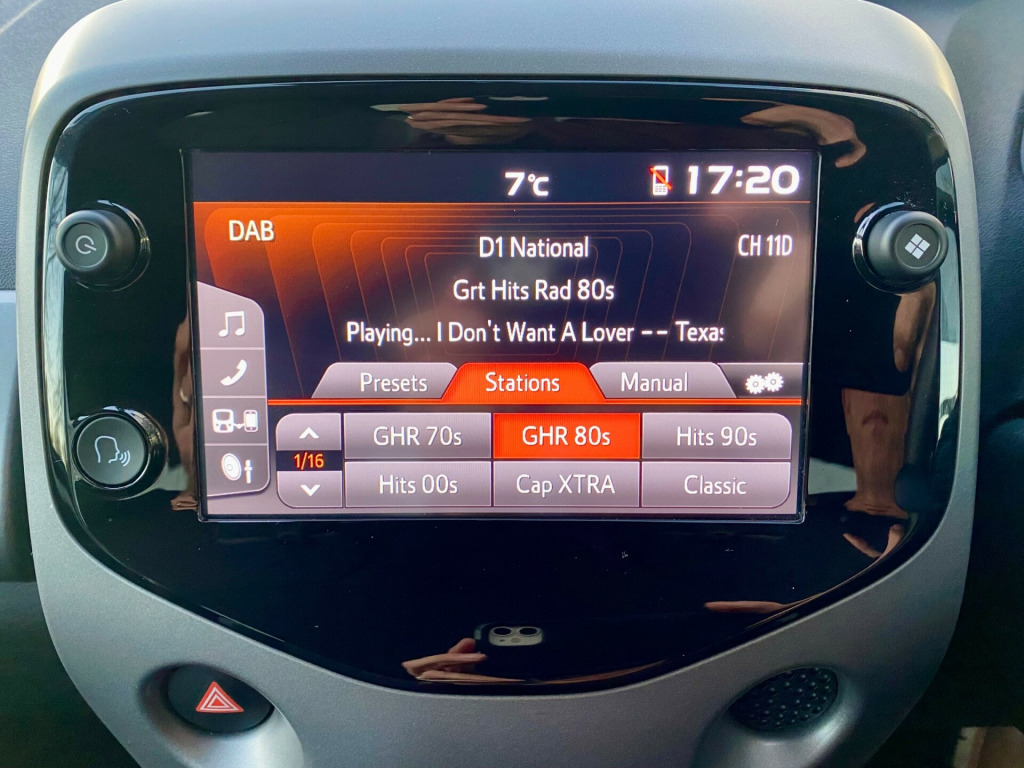 7°C 17:20
DAB
D1 National CH 11D
Grt Hits Rad 80s
Playing... I Don't Want A Lover -- Texas
Presets Stations Manual
GHR 70s GHR 80s Hits 90s
1/16
Hits 00s Cap XTRA Classic